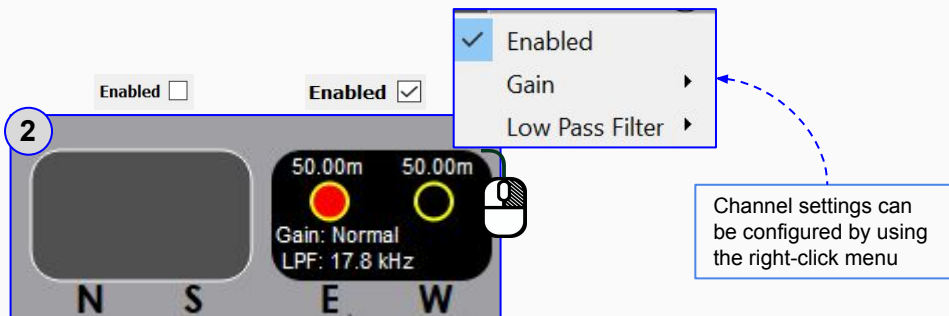 Enabled
Gain
Low Pass Filter
Enabled
Enabled
2
50.00m 50.00m
Gain: Normal
LPF: 17.8 kHz
N S E W
Channel settings can
be configured by using
the right-click menu